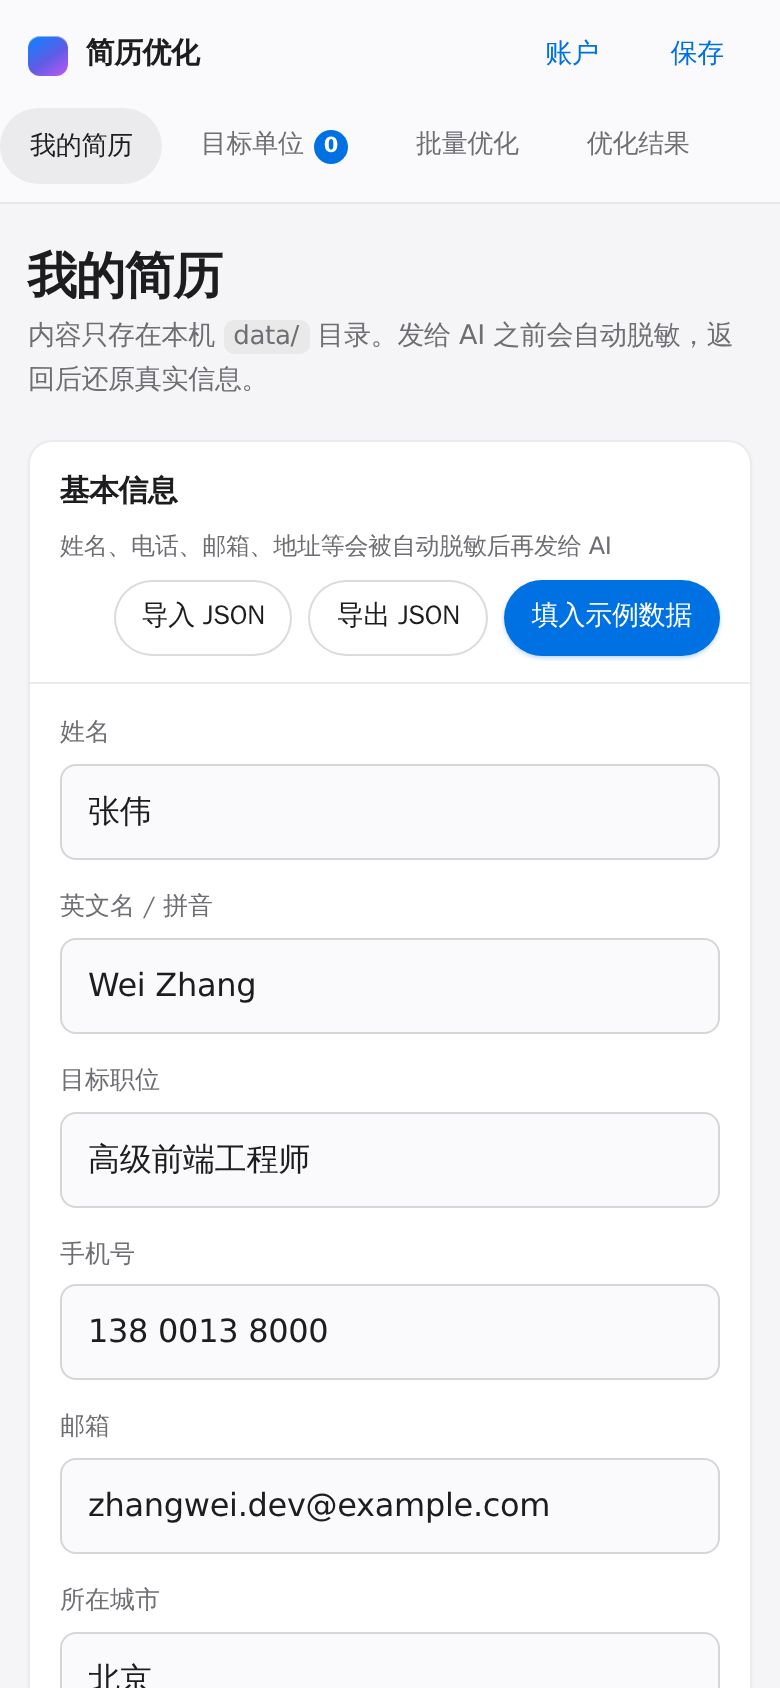 简历优化
账户
保存
我的简历
目标单位 0
批量优化
优化结果
我的简历
内容只存在本机 data/ 目录。发给 AI 之前会自动脱敏，返
回后还原真实信息。
基本信息
姓名、电话、邮箱、地址等会被自动脱敏后再发给 AI
导入 JSON
导出 JSON
填入示例数据
姓名
张伟
英文名 / 拼音
Wei Zhang
目标职位
高级前端工程师
手机号
138 0013 8000
邮箱
zhangwei.dev@example.com
所在城市
北京